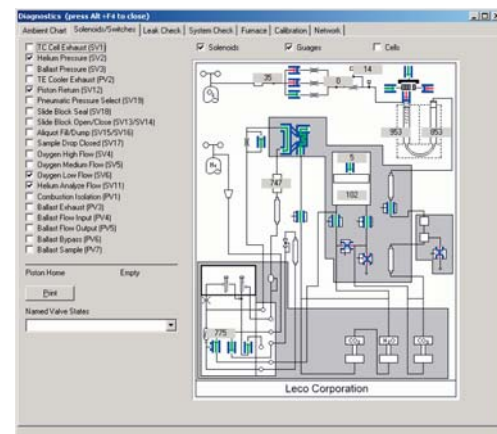 Diagnostics (press Alt +F4 to close)
Ambient Chart Solenoids/Switches Leak Check System Check Furnace Calibration Network
TC Cell Exhaust (SV1)
Helium Pressure (SV2)
Ballast Pressure (SV3)
TE Cooler Exhaust (PV2)
Piston Return (SV12)
Pneumatic Pressure Select (SV19)
Slide Block Seal (SV18)
Slide Block Open/Close (SV13/SV14)
Aliquot Fill/Dump (SV15/SV16)
Sample Drop Closed (SV17)
Oxygen High Flow (SV4)
Oxygen Medium Flow (SV5)
Oxygen Low Flow (SV6)
Helium Analyze Flow (SV11)
Combustion Isolation (PV1)
Ballast Exhaust (PV3)
Ballast Flow Input (PV4)
Ballast Flow Output (PV5)
Ballast Bypass (PV6)
Ballast Sample (PV7)
Piston Home Empty
Print
Named Valve States
Solenoids Guages Cells
14
35 0
O₂
953 853
He
5
747
102
775
CO₂ H₂O CO₂
Leco Corporation